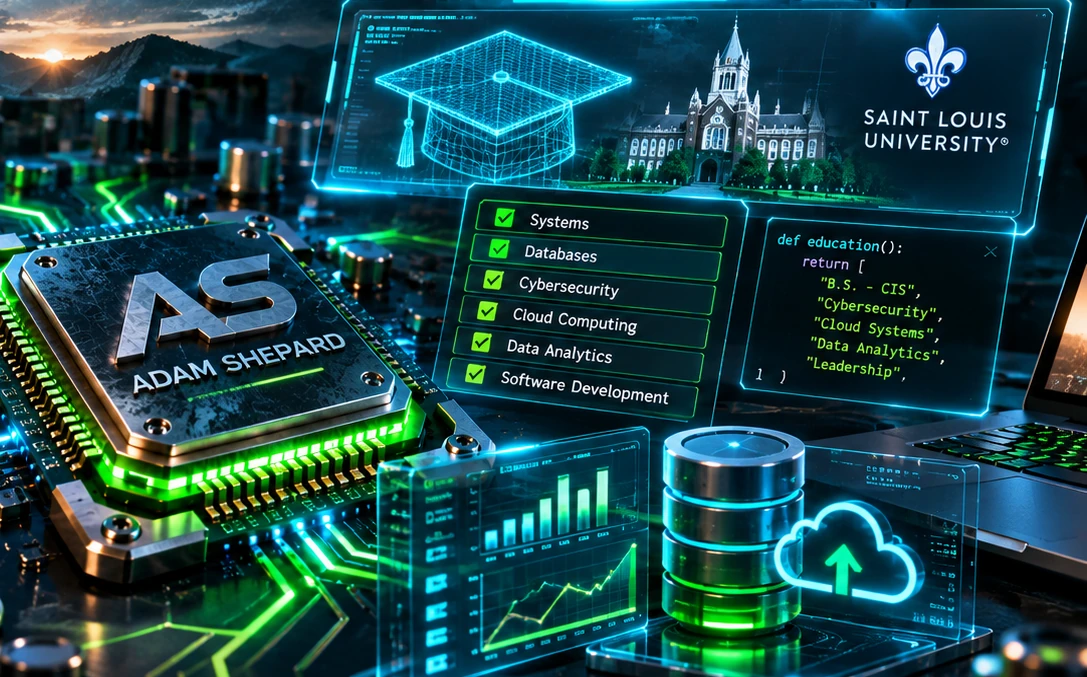 SAINT LOUIS
UNIVERSITY®
AS
ADAM SHEPARD
Systems
Databases
Cybersecurity
Cloud Computing
Data Analytics
Software Development
def education():
return [
"B.S. - CIS",
"Cybersecurity",
"Cloud Systems",
"Data Analytics",
"Leadership",
1 )